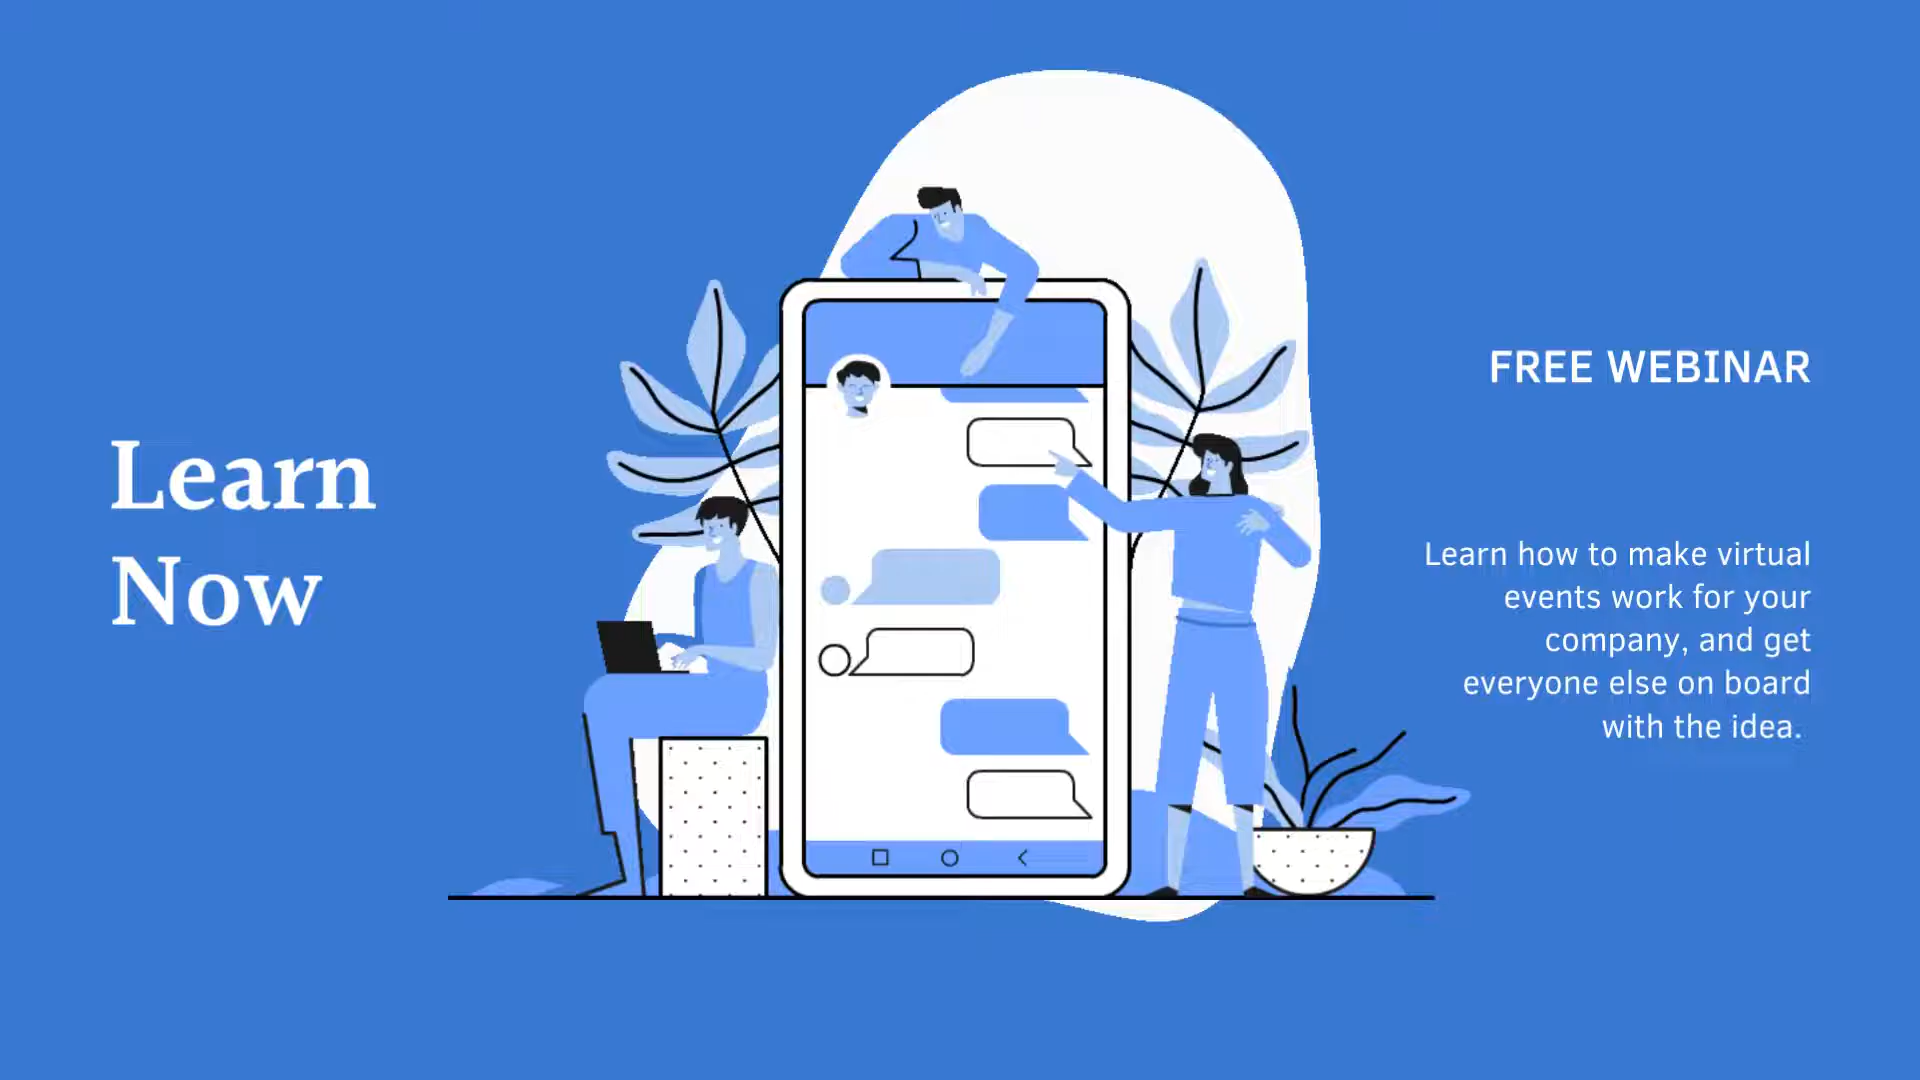 Learn
Now
FREE WEBINAR
Learn how to make virtual
events work for your
company, and get
everyone else on board
with the idea.